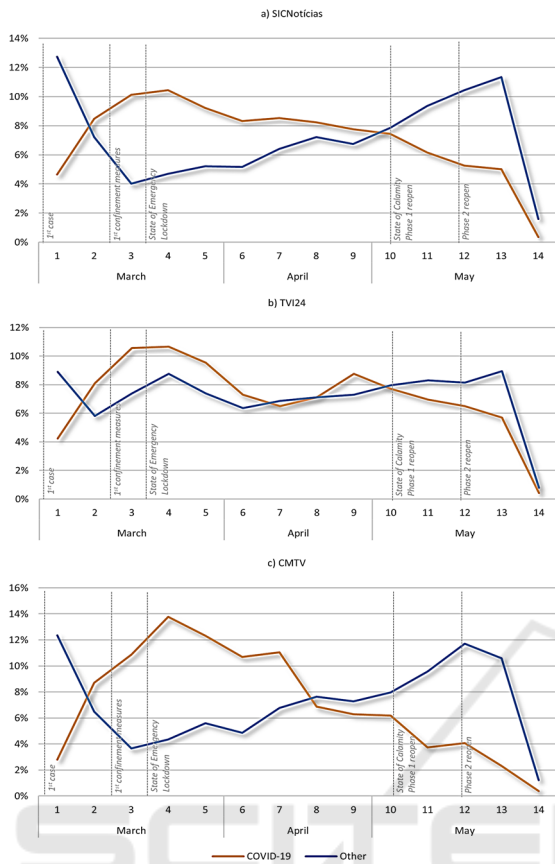 a) SICNotícias
14%
12%
10%
8%
6%
4%
2%
0%
1st case
1st confinement measures
State of Emergency
Lockdown
State of Calamity
Phase 1 reopen
Phase 2 reopen
1 2 3 4 5 6 7 8 9 10 11 12 13 14
March April May
b) TVI24
12%
10%
8%
6%
4%
2%
0%
1st case
1st confinement measures
State of Emergency
Lockdown
State of Calamity
Phase 1 reopen
Phase 2 reopen
1 2 3 4 5 6 7 8 9 10 11 12 13 14
March April May
c) CMTV
16%
14%
12%
10%
8%
6%
4%
2%
0%
1st case
1st confinement measures
State of Emergency
Lockdown
State of Calamity
Phase 1 reopen
Phase 2 reopen
1 2 3 4 5 6 7 8 9 10 11 12 13 14
March April May
COVID-19 Other